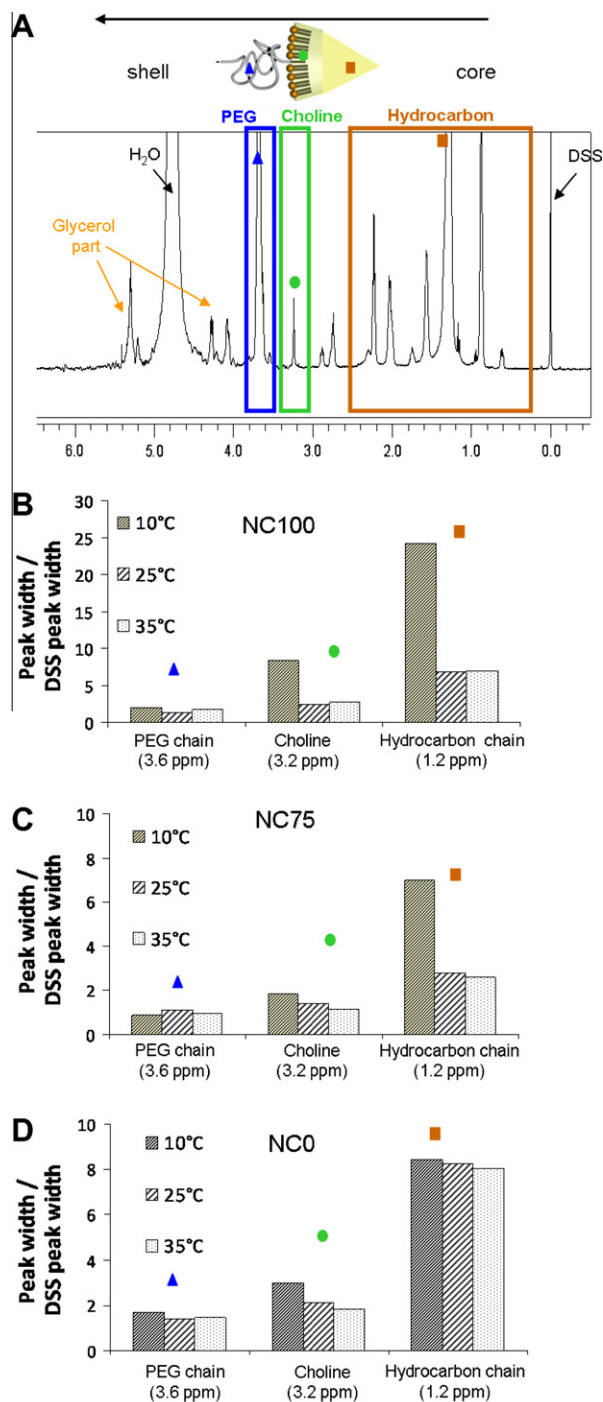 A
shell
core
PEG
Choline
Hydrocarbon
H2O
DSS
Glycerol
part
6.0 5.0 4.0 3.0 2.0 1.0 0.0
B
NC100
Peak width /
DSS peak width
30
25
20
15
10
5
0
10°C
25°C
35°C
PEG chain
(3.6 ppm)
Choline
(3.2 ppm)
Hydrocarbon chain
(1.2 ppm)
C
NC75
Peak width /
DSS peak width
10
8
6
4
2
0
10°C
25°C
35°C
PEG chain
(3.6 ppm)
Choline
(3.2 ppm)
Hydrocarbon chain
(1.2 ppm)
D
NC0
Peak width /
DSS peak width
10
8
6
4
2
0
10°C
25°C
35°C
PEG chain
(3.6 ppm)
Choline
(3.2 ppm)
Hydrocarbon chain
(1.2 ppm)